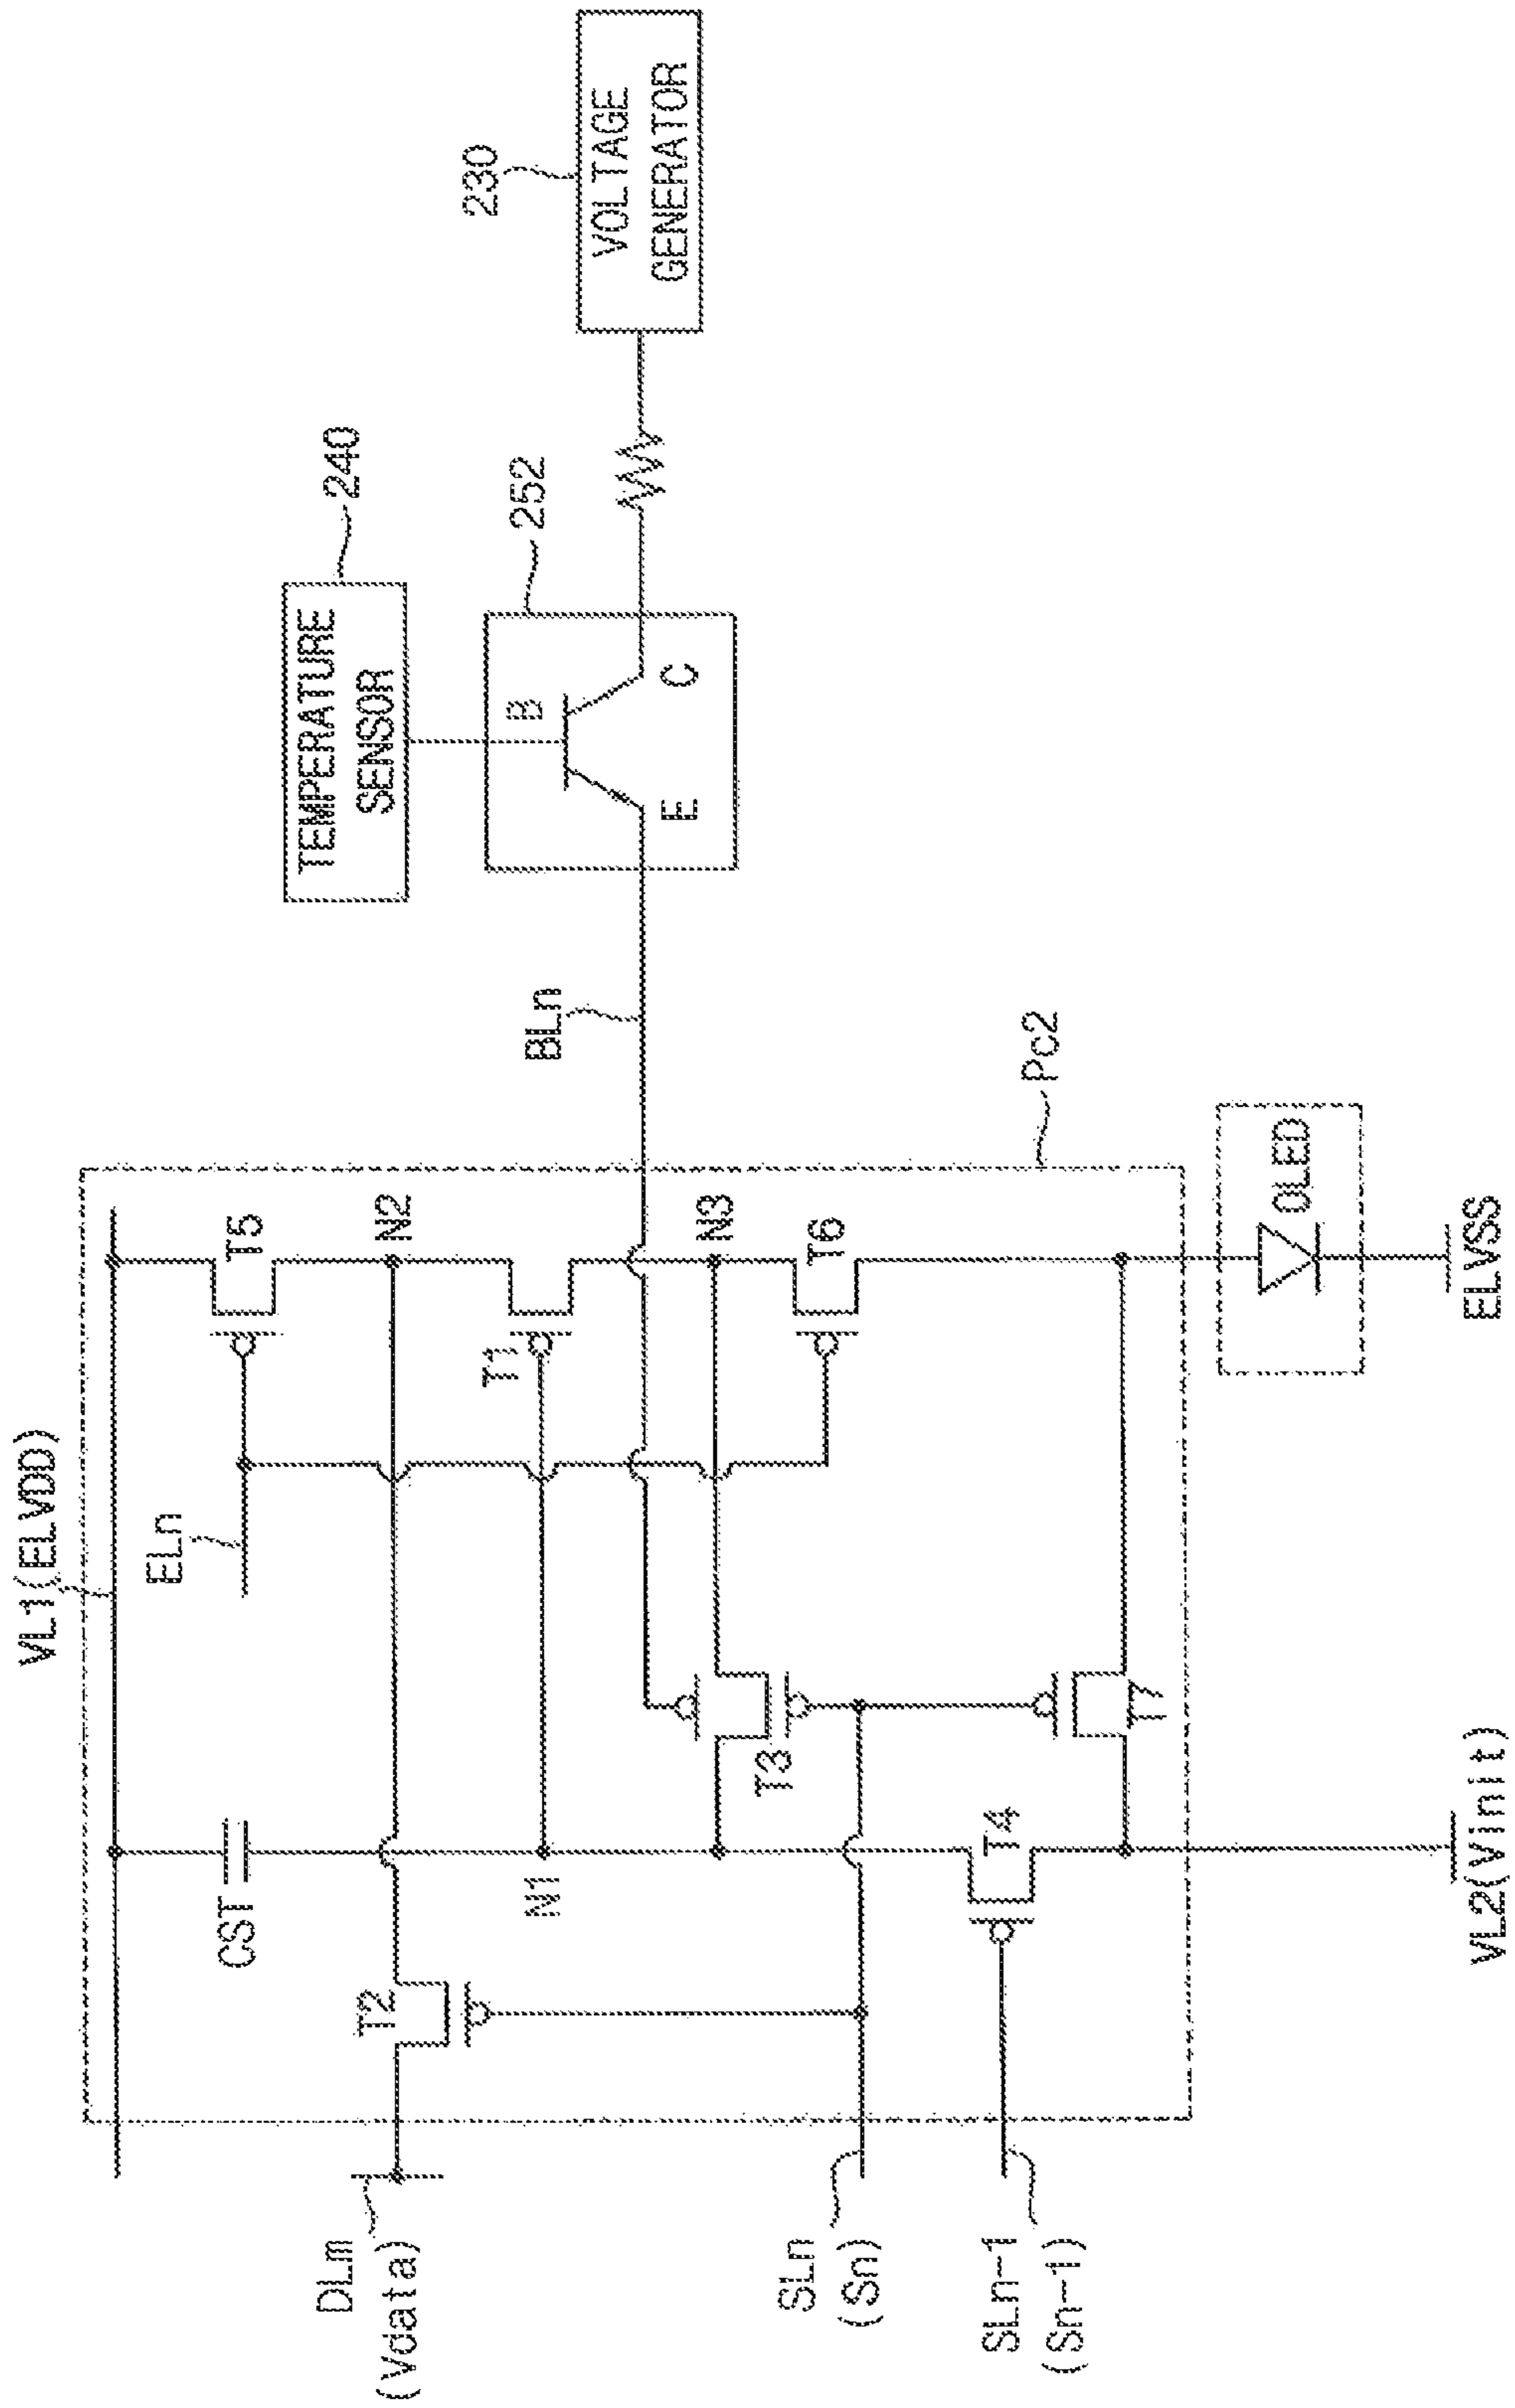 VL1(ELVDD)
DLm
(Vdata)
T2
CST
ELn
T5
N2
N1
T1
N3
T3
T6
SLn
(Sn)
SLn-1
(Sn-1)
T4
T7
Pc2
BLn
TEMPERATURE
SENSOR
240
252
B
E
C
230
VOLTAGE
GENERATOR
OLED
ELVSS
VL2(Vinit)